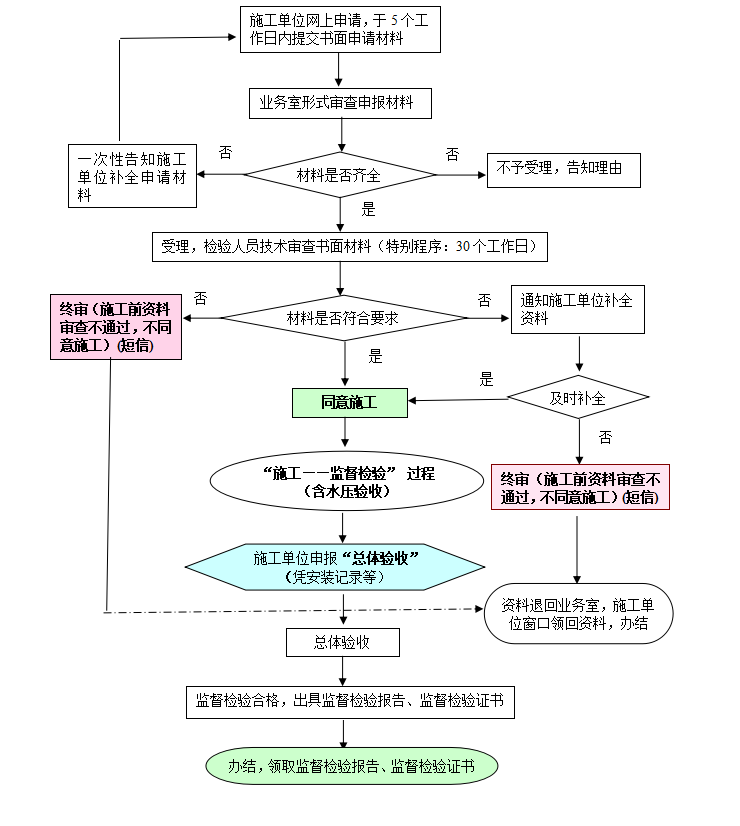 施工单位网上申请，于 5 个工
作日内提交书面申请材料
业务室形式审查申报材料
否
否
一次性告知施工
单位补全申请材
料
材料是否齐全
不予受理，告知理由
是
受理，检验人员技术审查书面材料（特别程序：30 个工作日）
终审（施工前资料
审查不通过，不同
意施工）(短信)
否
材料是否符合要求
否
通知施工单位补全
资料
是
是
及时补全
同意施工
否
“施工——监督检验” 过程
（含水压验收）
终审（施工前资料审查不
通过，不同意施工）(短信)
施工单位申报“总体验收”
（凭安装记录等）
资料退回业务室，施工单
位窗口领回资料，办结
总体验收
监督检验合格，出具监督检验报告、监督检验证书
办结，领取监督检验报告、监督检验证书